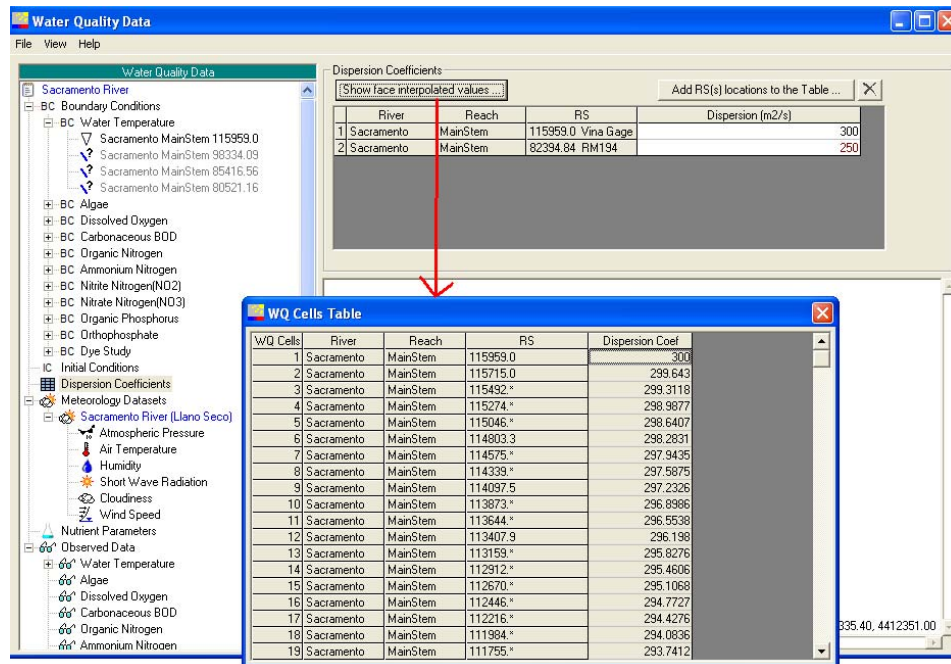 Water Quality Data
File View Help
Water Quality Data
Sacramento River
BC Boundary Conditions
BC Water Temperature
Sacramento MainStem 115959.0
Sacramento MainStem 98334.09
Sacramento MainStem 85416.56
Sacramento MainStem 80521.16
BC Algae
BC Dissolved Oxygen
BC Carbonaceous BOD
BC Organic Nitrogen
BC Ammonium Nitrogen
BC Nitrite Nitrogen(NO2)
BC Nitrate Nitrogen(NO3)
BC Organic Phosphorus
BC Orthophosphate
BC Dye Study
IC Initial Conditions
Dispersion Coefficients
Meteorology Datasets
Sacramento River (Llano Seco)
Atmospheric Pressure
Air Temperature
Humidity
Short Wave Radiation
Cloudiness
Wind Speed
Nutrient Parameters
Observed Data
Water Temperature
Algae
Dissolved Oxygen
Carbonaceous BOD
Organic Nitrogen
Ammonium Nitrogen
Dispersion Coefficients
Show face interpolated values ... Add RS(s) locations to the Table ...
River Reach RS Dispersion (m2/s)
1 Sacramento MainStem 115959.0 Vina Gage 300
2 Sacramento MainStem 82394.84 RM194 250
WQ Cells Table
WQ Cells River Reach RS Dispersion Coef
1 Sacramento MainStem 115959.0 300
2 Sacramento MainStem 115715.0 299.643
3 Sacramento MainStem 115492.* 299.3118
4 Sacramento MainStem 115274.* 298.9877
5 Sacramento MainStem 115046.* 298.6407
6 Sacramento MainStem 114803.3 298.2831
7 Sacramento MainStem 114575.* 297.9435
8 Sacramento MainStem 114339.* 297.5875
9 Sacramento MainStem 114097.5 297.2326
10 Sacramento MainStem 113873.* 296.8986
11 Sacramento MainStem 113644.* 296.5538
12 Sacramento MainStem 113407.9 296.198
13 Sacramento MainStem 113159.* 295.8276
14 Sacramento MainStem 112912.* 295.4606
15 Sacramento MainStem 112670.* 295.1068
16 Sacramento MainStem 112446.* 294.7727
17 Sacramento MainStem 112216.* 294.4276
18 Sacramento MainStem 111984.* 294.0836
19 Sacramento MainStem 111755.* 293.7412
335.40, 4412351.00